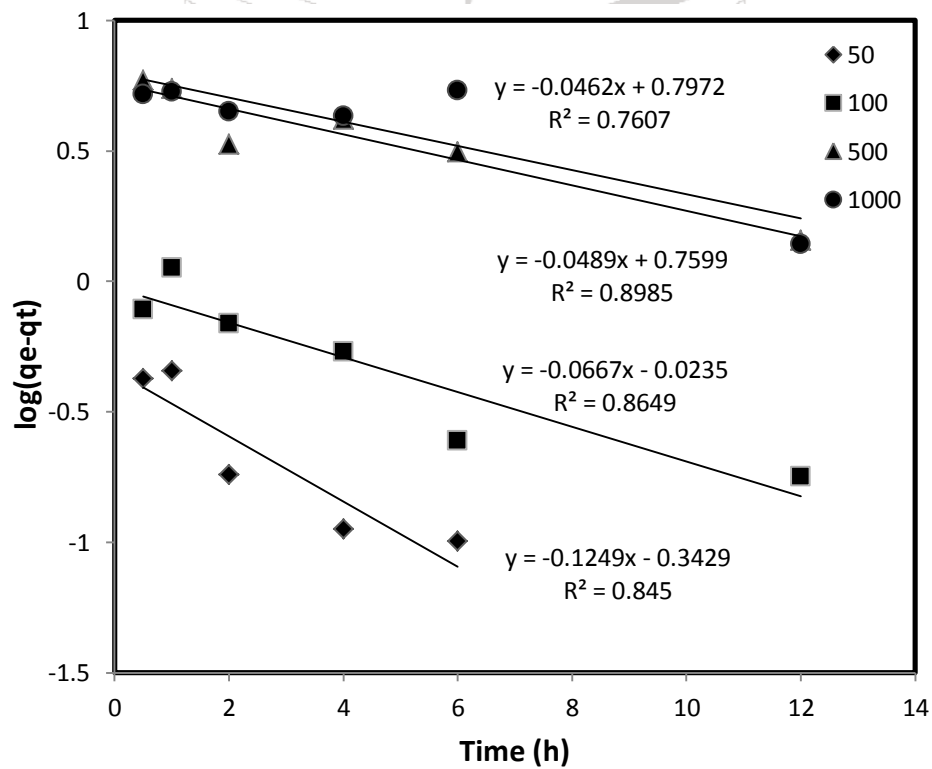 1
0.5
0
-0.5
-1
-1.5
log(qe-qt)
0
2
4
6
8
10
12
14
Time (h)
50
100
500
1000
y = -0.0462x + 0.7972
R² = 0.7607
y = -0.0489x + 0.7599
R² = 0.8985
y = -0.0667x - 0.0235
R² = 0.8649
y = -0.1249x - 0.3429
R² = 0.845